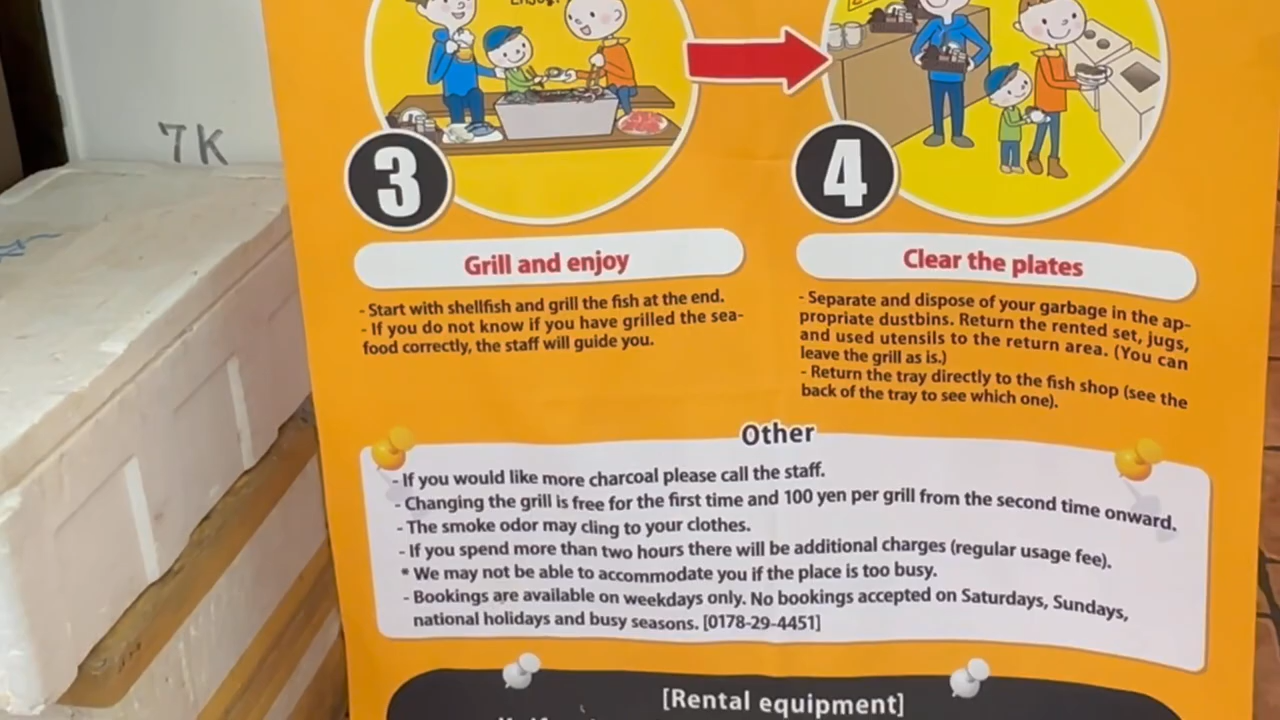 Enjoy!
7K
3
4
Grill and enjoy
- Start with shellfish and grill the fish at the end.
- If you do not know if you have grilled the sea-
food correctly, the staff will guide you.
Clear the plates
- Separate and dispose of your garbage in the ap-
propriate dustbins. Return the rented set, jugs,
and used utensils to the return area. (You can
leave the grill as is.)
- Return the tray directly to the fish shop (see the
back of the tray to see which one).
Other
- If you would like more charcoal please call the staff.
- Changing the grill is free for the first time and 100 yen per grill from the second time onward.
- The smoke odor may cling to your clothes.
- If you spend more than two hours there will be additional charges (regular usage fee).
* We may not be able to accommodate you if the place is too busy.
- Bookings are available on weekdays only. No bookings accepted on Saturdays, Sundays,
national holidays and busy seasons. [0178-29-4451]
[Rental equipment]